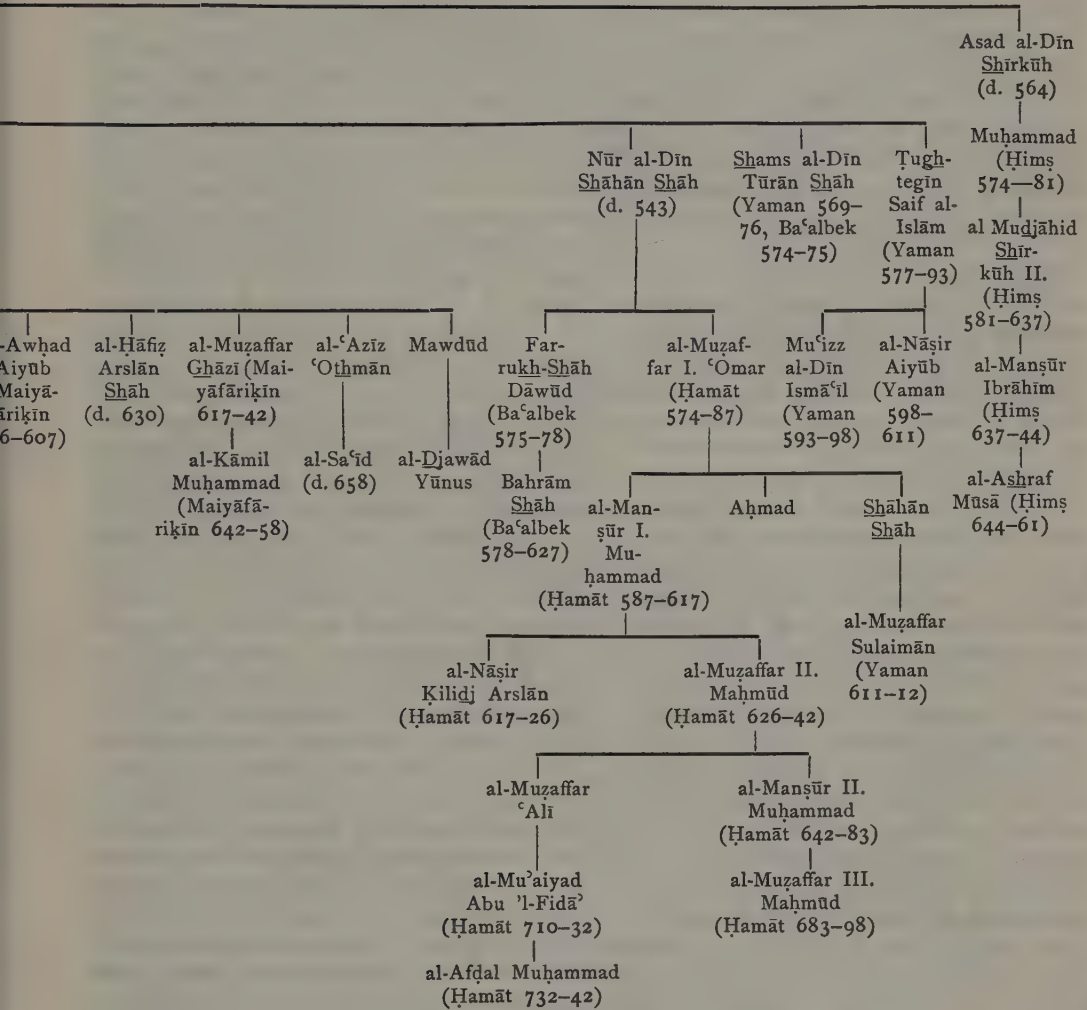 Asad al-Dīn
Shīrkūh
(d. 564)
Muḥammad
(Ḥimṣ
574—81)
al Mudjāhid
Shīr-
kūh II.
(Ḥimṣ
581–637)
al-Manṣūr
Ibrāhīm
(Ḥimṣ
637–44)
al-Ashraf
Mūsā (Ḥimṣ
644–61)
Nūr al-Dīn
Shāhān Shāh
(d. 543)
Shams al-Dīn
Tūrān Shāh
(Yaman 569–
76, Baʿalbek
574–75)
Ṭugh-
tegīn
Saif al-
Islām
(Yaman
577–93)
l-Awḥad
Aiyūb
Maiyā-
āriḳīn
6–607)
al-Ḥāfiẓ
Arslān
Shāh
(d. 630)
al-Muẓaffar
Ghāzī (Mai-
yāfāriḳīn
617–42)
al-Kāmil
Muḥammad
(Maiyāfā-
riḳīn 642–58)
al-ʿAzīz
ʿOthmān
al-Saʿīd
(d. 658)
Mawdūd
al-Djawād
Yūnus
Far-
rukh-Shāh
Dāwūd
(Baʿalbek
575–78)
Bahrām
Shāh
(Baʿalbek
578–627)
al-Muẓaf-
far I. ʿOmar
(Ḥamāt
574–87)
Muʿizz
al-Dīn
Ismāʿīl
(Yaman
593–98)
al-Nāṣir
Aiyūb
(Yaman
598–
611)
al-Man-
ṣūr I.
Mu-
ḥammad
(Ḥamāt 587–617)
Aḥmad
Shāhān
Shāh
al-Muẓaffar
Sulaimān
(Yaman
611–12)
al-Nāṣir
Ḳilidj Arslān
(Ḥamāt 617–26)
al-Muẓaffar II.
Maḥmūd
(Ḥamāt 626–42)
al-Muẓaffar
ʿAlī
al-Manṣūr II.
Muḥammad
(Ḥamāt 642–83)
al-Muʾaiyad
Abu 'l-Fidāʾ
(Ḥamāt 710–32)
al-Muẓaffar III.
Maḥmūd
(Ḥamāt 683–98)
al-Afḍal Muḥammad
(Ḥamāt 732–42)